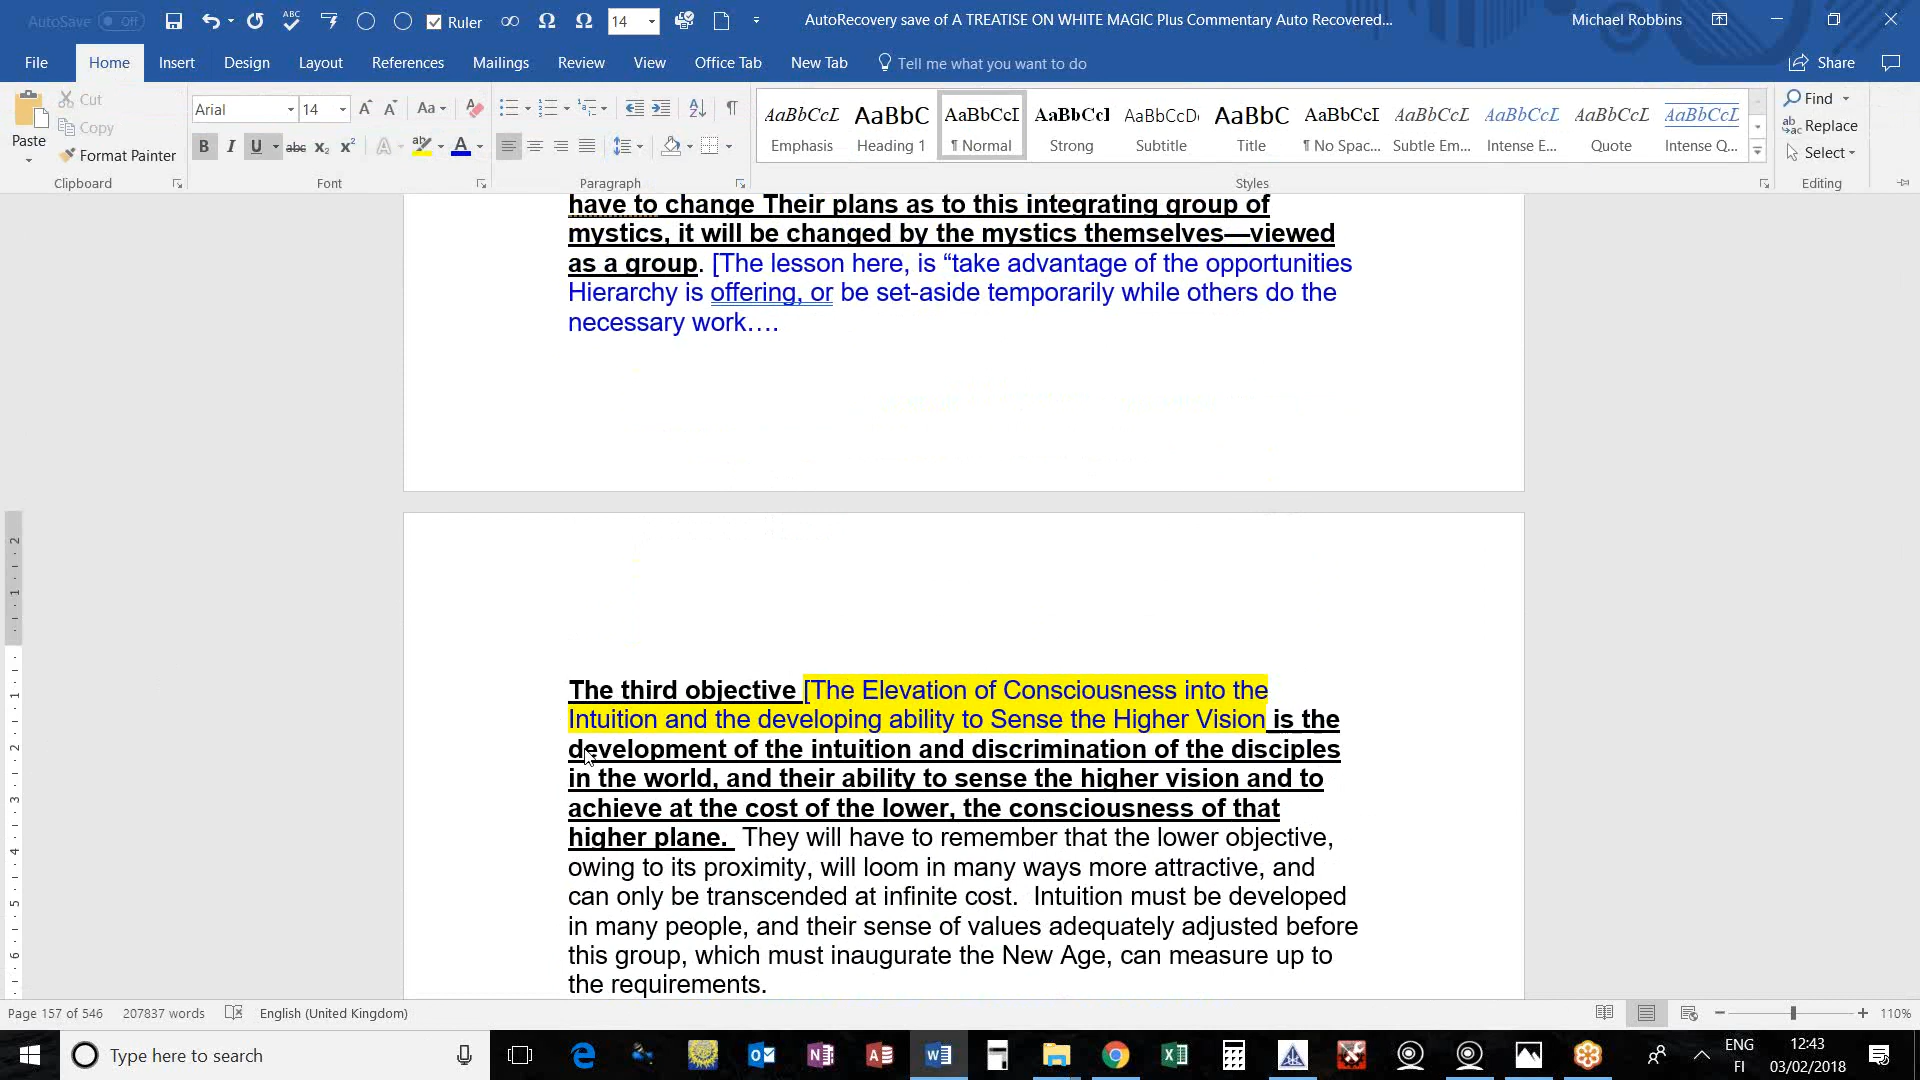 AutoSave Off Ruler 14 AutoRecovery save of A TREATISE ON WHITE MAGIC Plus Commentary Auto Recovered... Michael Robbins
File Home Insert Design Layout References Mailings Review View Office Tab New Tab Tell me what you want to do Share
Paste
Cut
Copy
Format Painter
Clipboard
Arial 14
Font
Paragraph
AaBbCcL AaBbC AaBbCcI AaBbCcI AaBbCcD AaBbC AaBbCcI AaBbCcL AaBbCcL AaBbCcL AaBbCcL
Emphasis Heading 1 ¶ Normal Strong Subtitle Title ¶ No Spac... Subtle Em... Intense E... Quote Intense Q...
Styles
Find
Replace
Select
Editing
have to change Their plans as to this integrating group of
mystics, it will be changed by the mystics themselves—viewed
as a group. [The lesson here, is “take advantage of the opportunities
Hierarchy is offering, or be set-aside temporarily while others do the
necessary work….
The third objective [The Elevation of Consciousness into the
Intuition and the developing ability to Sense the Higher Vision is the
development of the intuition and discrimination of the disciples
in the world, and their ability to sense the higher vision and to
achieve at the cost of the lower, the consciousness of that
higher plane. They will have to remember that the lower objective,
owing to its proximity, will loom in many ways more attractive, and
can only be transcended at infinite cost. Intuition must be developed
in many people, and their sense of values adequately adjusted before
this group, which must inaugurate the New Age, can measure up to
the requirements.
Page 157 of 546 207837 words English (United Kingdom) 110%
Type here to search
ENG
FI
12:43
03/02/2018